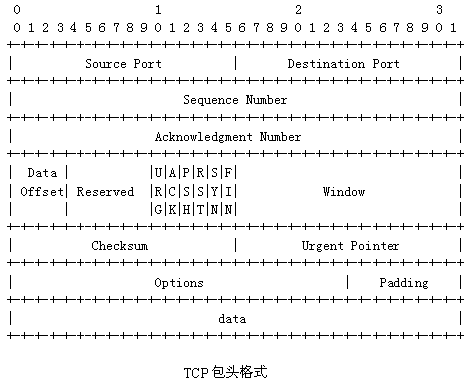 0 1 2 3
0 1 2 3 4 5 6 7 8 9 0 1 2 3 4 5 6 7 8 9 0 1 2 3 4 5 6 7 8 9 0 1
+-+-+-+-+-+-+-+-+-+-+-+-+-+-+-+-+-+-+-+-+-+-+-+-+-+-+-+-+-+-+-+-+
| Source Port | Destination Port |
+-+-+-+-+-+-+-+-+-+-+-+-+-+-+-+-+-+-+-+-+-+-+-+-+-+-+-+-+-+-+-+-+
| Sequence Number |
+-+-+-+-+-+-+-+-+-+-+-+-+-+-+-+-+-+-+-+-+-+-+-+-+-+-+-+-+-+-+-+-+
| Acknowledgment Number |
+-+-+-+-+-+-+-+-+-+-+-+-+-+-+-+-+-+-+-+-+-+-+-+-+-+-+-+-+-+-+-+-+
| Data | |U|A|P|R|S|F| |
| Offset| Reserved |R|C|S|S|Y|I| Window |
| | |G|K|H|T|N|N| |
+-+-+-+-+-+-+-+-+-+-+-+-+-+-+-+-+-+-+-+-+-+-+-+-+-+-+-+-+-+-+-+-+
| Checksum | Urgent Pointer |
+-+-+-+-+-+-+-+-+-+-+-+-+-+-+-+-+-+-+-+-+-+-+-+-+-+-+-+-+-+-+-+-+
| Options | Padding |
+-+-+-+-+-+-+-+-+-+-+-+-+-+-+-+-+-+-+-+-+-+-+-+-+-+-+-+-+-+-+-+-+
| data |
+-+-+-+-+-+-+-+-+-+-+-+-+-+-+-+-+-+-+-+-+-+-+-+-+-+-+-+-+-+-+-+-+
TCP包头格式